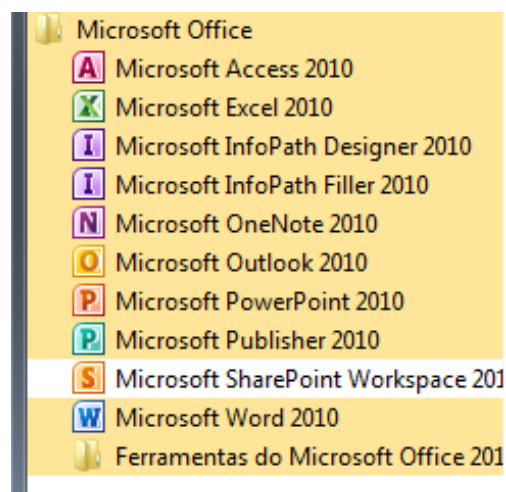 Microsoft Office
Microsoft Access 2010
Microsoft Excel 2010
Microsoft InfoPath Designer 2010
Microsoft InfoPath Filler 2010
Microsoft OneNote 2010
Microsoft Outlook 2010
Microsoft PowerPoint 2010
Microsoft Publisher 2010
Microsoft SharePoint Workspace 201
Microsoft Word 2010
Ferramentas do Microsoft Office 201